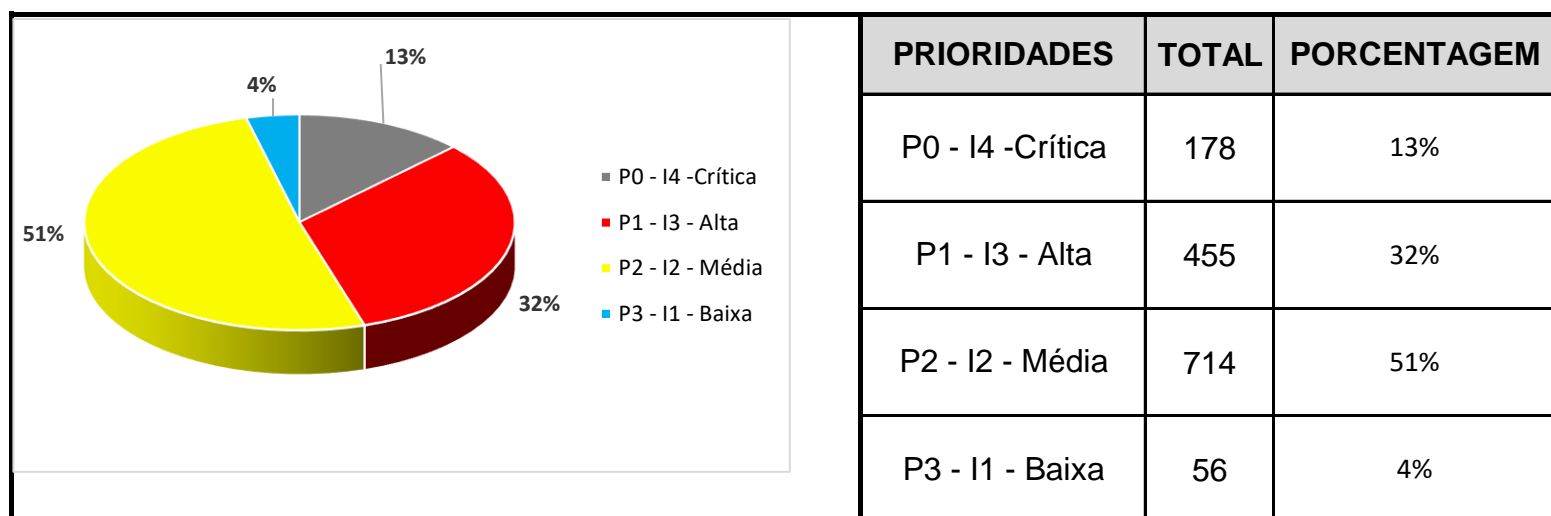 13%
4%
51%
32%
P0 - I4 -Crítica
P1 - I3 - Alta
P2 - I2 - Média
P3 - I1 - Baixa
PRIORIDADES TOTAL PORCENTAGEM
P0 - I4 -Crítica 178 13%
P1 - I3 - Alta 455 32%
P2 - I2 - Média 714 51%
P3 - I1 - Baixa 56 4%